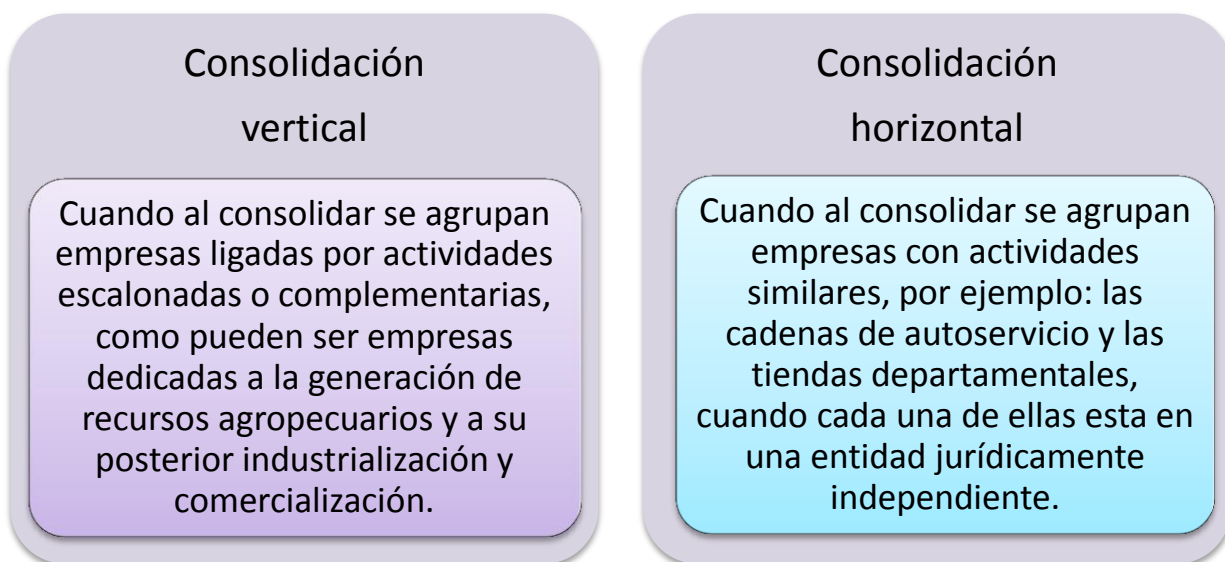 Consolidación
vertical
Cuando al consolidar se agrupan
empresas ligadas por actividades
escalonadas o complementarias,
como pueden ser empresas
dedicadas a la generación de
recursos agropecuarios y a su
posterior industrialización y
comercialización.
Consolidación
horizontal
Cuando al consolidar se agrupan
empresas con actividades
similares, por ejemplo: las
cadenas de autoservicio y las
tiendas departamentales,
cuando cada una de ellas esta en
una entidad jurídicamente
independiente.